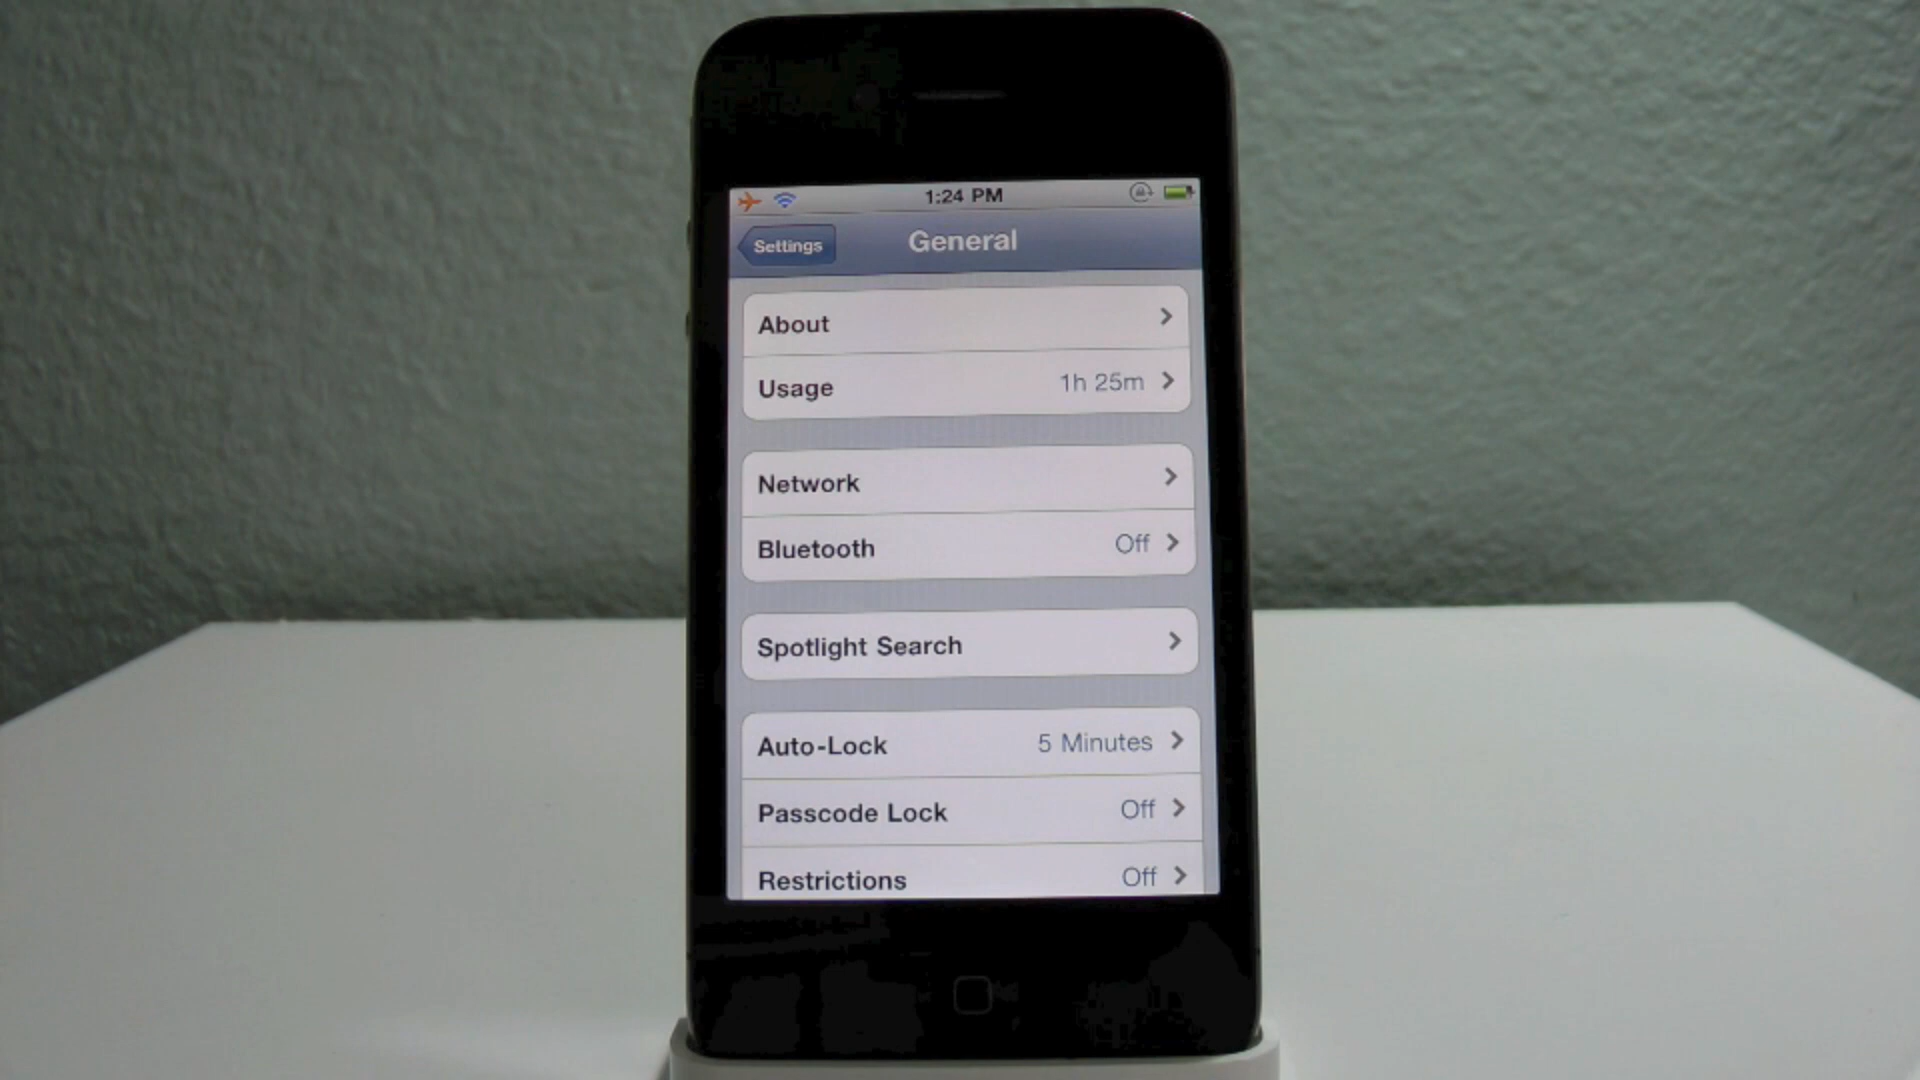 1:24 PM
Settings
General
About
Usage 1h 25m
Network
Bluetooth Off
Spotlight Search
Auto-Lock 5 Minutes
Passcode Lock Off
Restrictions Off